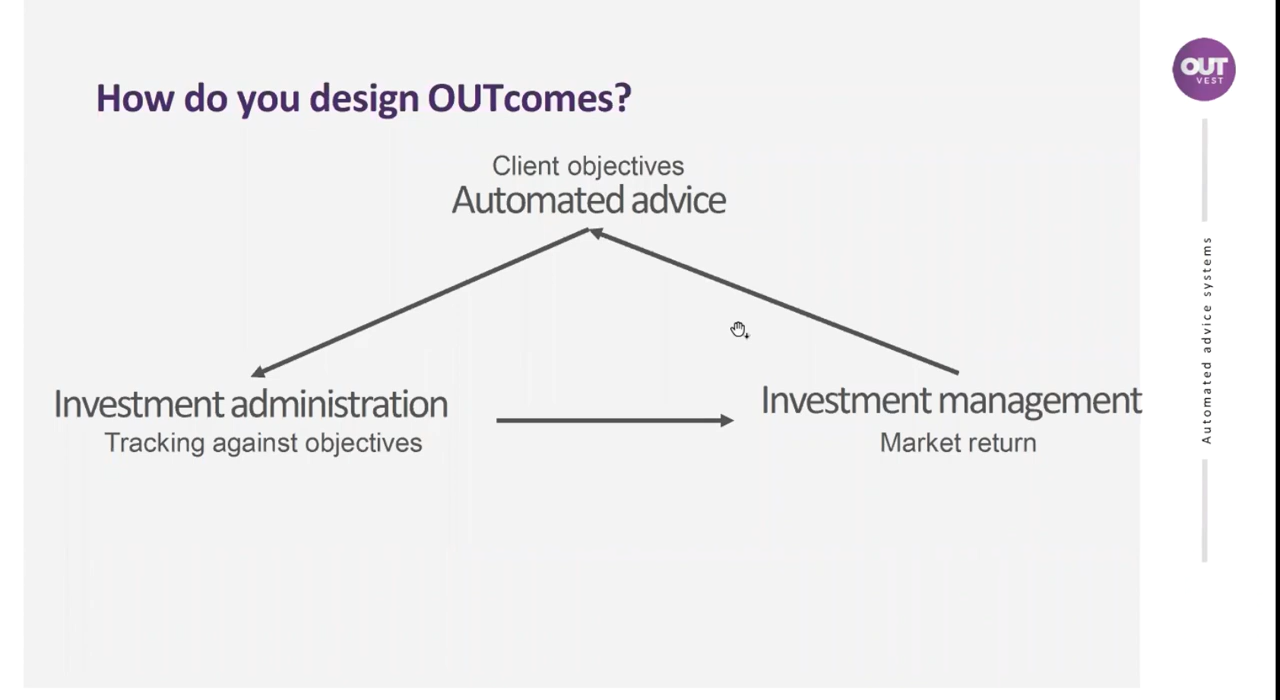 How do you design OUTcomes?
Client objectives
Automated advice
Investment administration
Tracking against objectives
Investment management
Market return
OUT
VEST
Automated advice systems